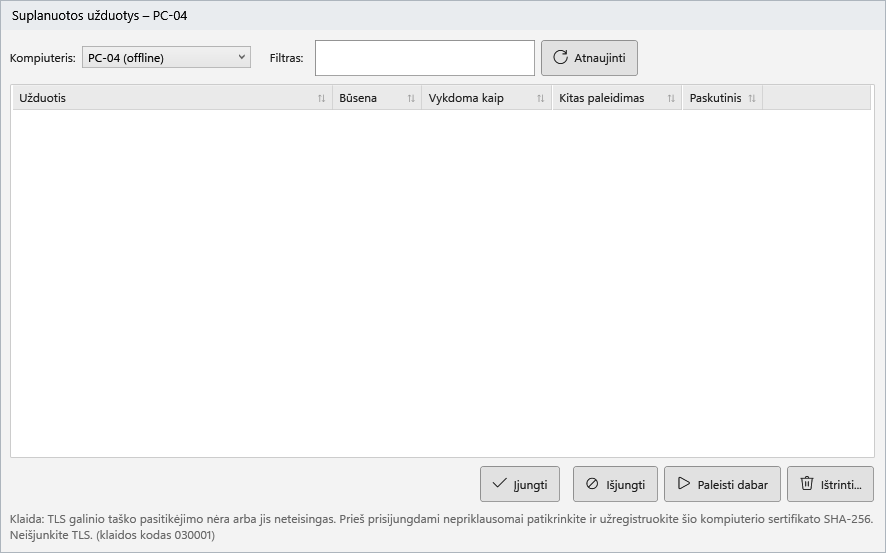 Suplanuotos užduotys – PC-04
Kompiuteris: PC-04 (offline) Filtras: Atnaujinti
Užduotis Būsena Vykdoma kaip Kitas paleidimas Paskutinis
Įjungti Išjungti Paleisti dabar Ištrinti...
Klaida: TLS galinio taško pasitikėjimo nėra arba jis neteisingas. Prieš prisijungdami nepriklausomai patikrinkite ir užregistruokite šio kompiuterio sertifikato SHA-256.
Neišjunkite TLS. (klaidos kodas 030001)